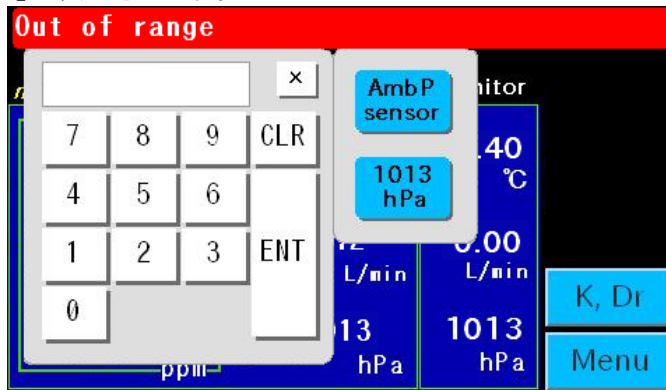 Out of range
×
7 8 9 CLR
4 5 6
1 2 3 ENT
0
Amb P
sensor
1013
hPa
.40
℃
L/min
0.00
L/min
13
hPa
1013
hPa
ppm
K, Dr
Menu